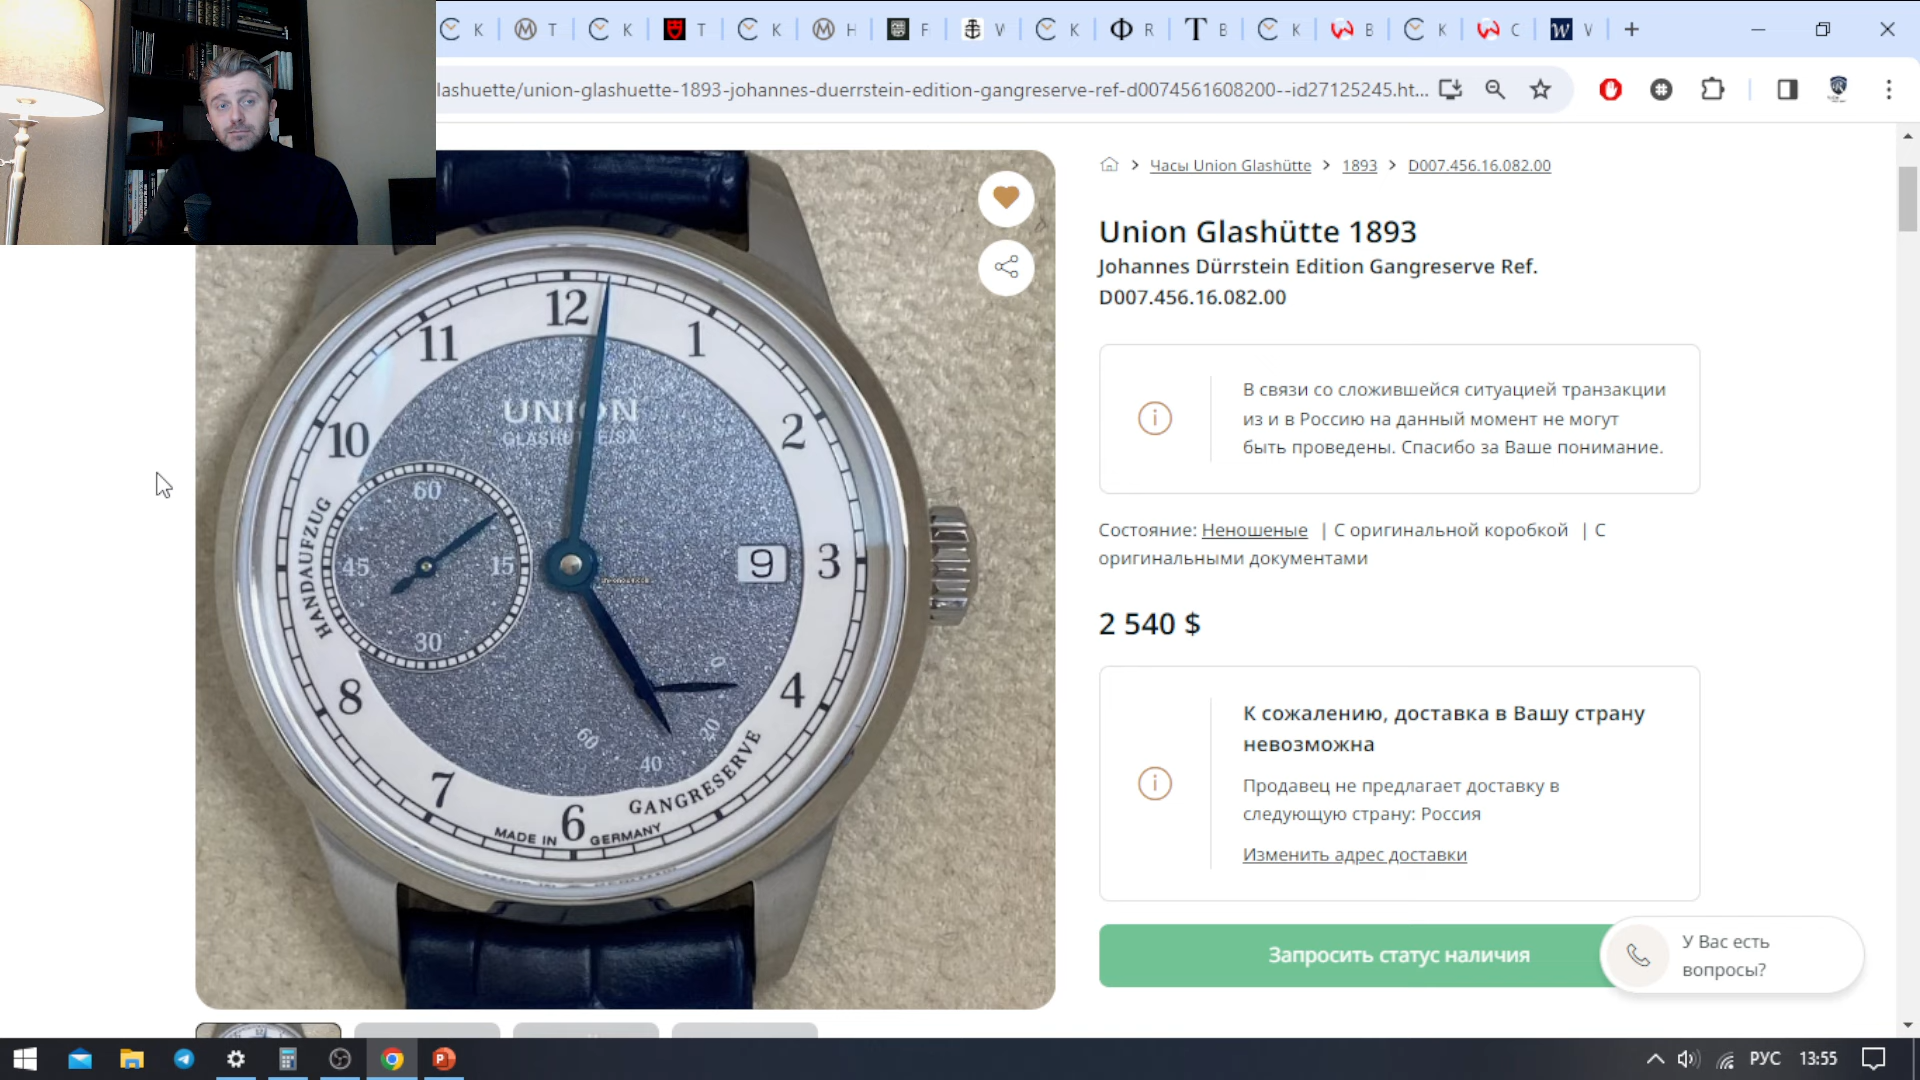 K
T
K
T
K
H
F
V
K
R
B
K
B
K
C
V
lashuette/union-glashuette-1893-johannes-duerrstein-edition-gangreserve-ref-d0074561608200--id27125245.ht...
Часы Union Glashütte > 1893 > D007.456.16.082.00
Union Glashütte 1893
Johannes Dürrstein Edition Gangreserve Ref.
D007.456.16.082.00
В связи со сложившейся ситуацией транзакции
из и в Россию на данный момент не могут
быть проведены. Спасибо за Ваше понимание.
Состояние: Неношеные | С оригинальной коробкой | С
оригинальными документами
2 540 $
К сожалению, доставка в Вашу страну
невозможна
Продавец не предлагает доставку в
следующую страну: Россия
Изменить адрес доставки
Запросить статус наличия
У Вас есть
вопросы?
12
11
1
10
2
UNION
GLASHÜTTE/SA
60
45
15
30
HANDAUFZUG
9
3
8
4
0
20
40
60
GANGRESERVE
7
6
MADE IN GERMANY
РУС
13:55